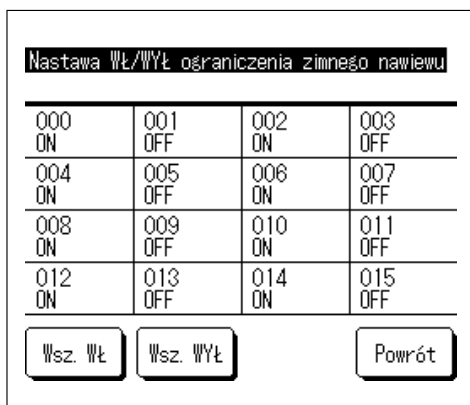 Nastawa WŁ/WYŁ ograniczenia zimnego nawiewu
000 001 002 003
ON OFF ON OFF
004 005 006 007
ON OFF ON OFF
008 009 010 011
ON OFF ON OFF
012 013 014 015
ON OFF ON OFF
Wsz. WŁ Wsz. WYŁ Powrót